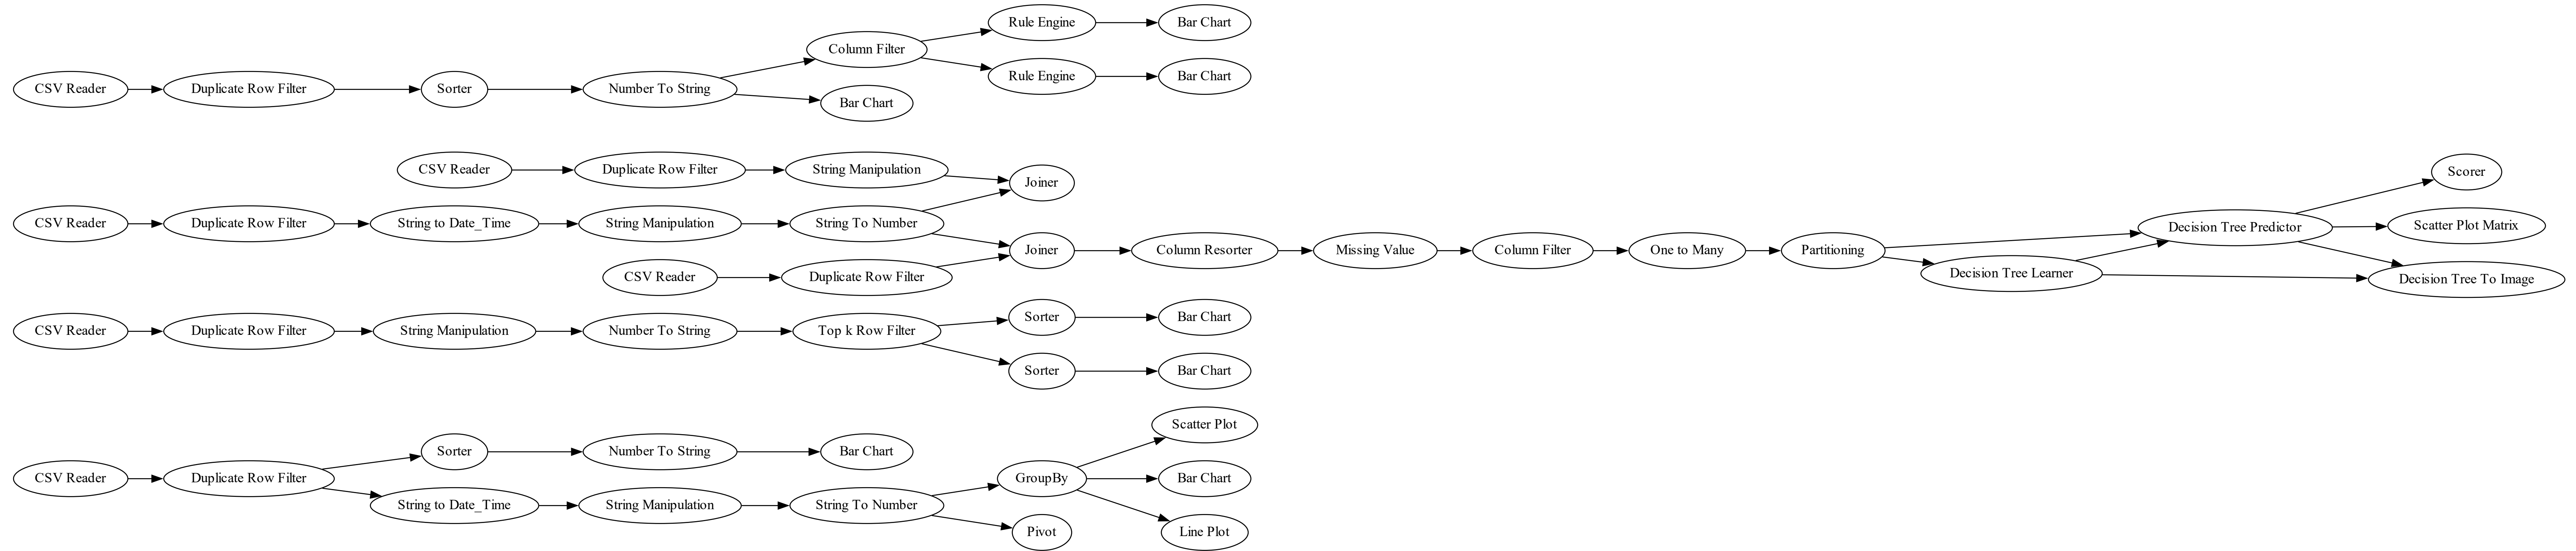 Rule Engine
Bar Chart
Column Filter
CSV Reader
Duplicate Row Filter
Sorter
Number To String
Rule Engine
Bar Chart
Bar Chart
CSV Reader
Duplicate Row Filter
String Manipulation
Joiner
Scorer
CSV Reader
Duplicate Row Filter
String to Date_Time
String Manipulation
String To Number
Decision Tree Predictor
Scatter Plot Matrix
Joiner
Column Resorter
Missing Value
Column Filter
One to Many
Partitioning
Decision Tree Learner
Decision Tree To Image
CSV Reader
Duplicate Row Filter
CSV Reader
Duplicate Row Filter
String Manipulation
Number To String
Top k Row Filter
Sorter
Bar Chart
Sorter
Bar Chart
Scatter Plot
Sorter
Number To String
Bar Chart
CSV Reader
Duplicate Row Filter
GroupBy
Bar Chart
String to Date_Time
String Manipulation
String To Number
Pivot
Line Plot